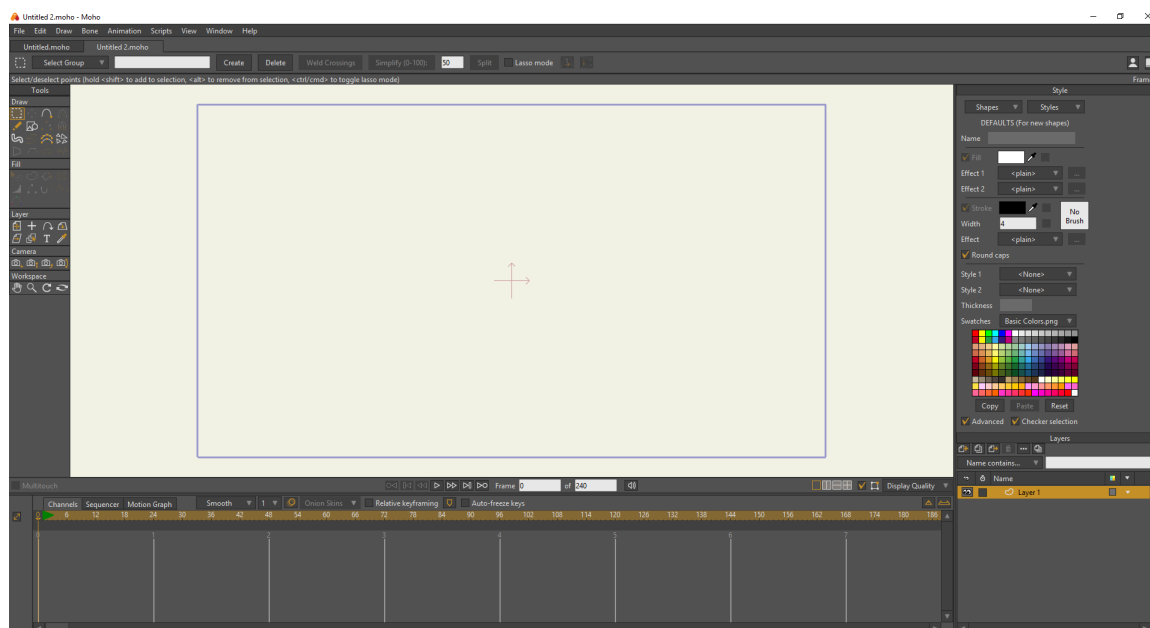 Untitled 2.moho - Moho
File Edit Draw Bone Animation Scripts View Window Help
Untitled.moho Untitled 2.moho
Select Group Create Delete Weld Crossings Simplify (0-100): 50 Split Lasso mode
Select/deselect points (hold <shift> to add to selection, <alt> to remove from selection, <ctrl/cmd> to toggle lasso mode) Fram
Tools
Draw
Fill
Layer
Camera
Workspace
Style
Shapes Styles
DEFAULTS (For new shapes)
Name
Fill
Effect 1 <plain> ...
Effect 2 <plain> ...
Stroke
No Brush
Width 4
Effect <plain> ...
Round caps
Style 1 <None>
Style 2 <None>
Thickness
Swatches Basic Colors.png
Copy Paste Reset
Advanced Checker selection
Layers
Name contains...
Name
Layer 1
Multitouch Frame 0 of 240 Display Quality
Channels Sequencer Motion Graph Smooth 1 Onion Skins Relative keyframing Auto-freeze keys
0 6 12 18 24 30 36 42 48 54 60 66 72 78 84 90 96 102 108 114 120 126 132 138 144 150 156 162 168 174 180 186
0 1 2 3 4 5 6 7